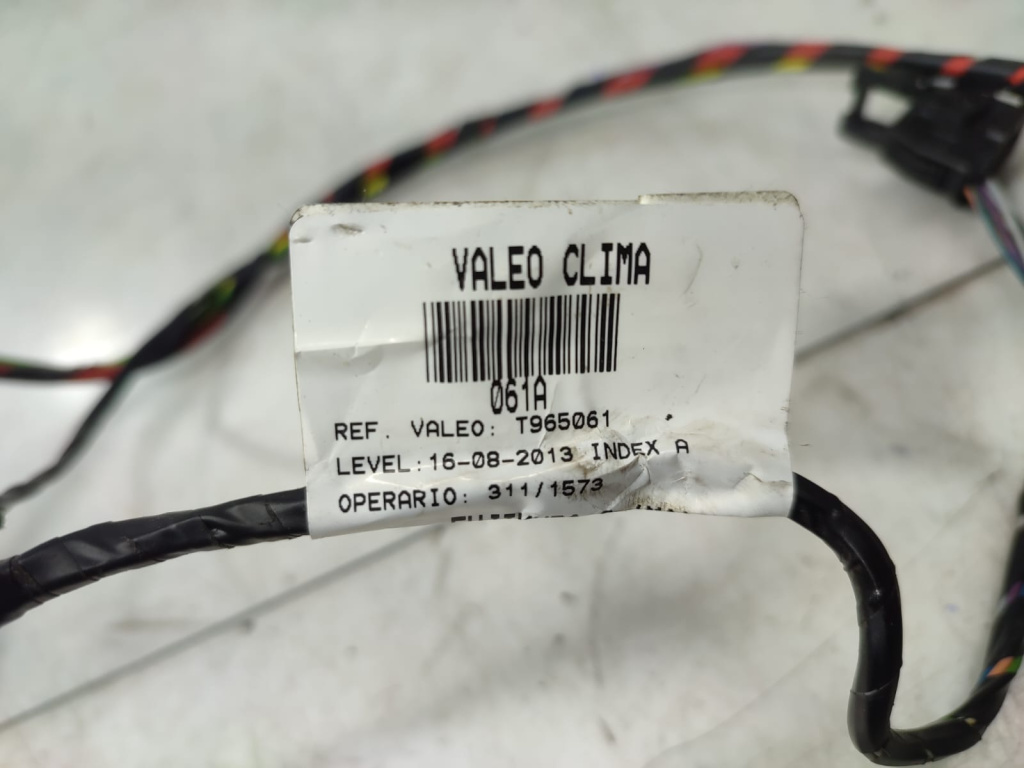 VALEO CLIMA
061A
REF. VALEO: T965061
LEVEL:16-08-2013 INDEX A
OPERARIO: 311/1573